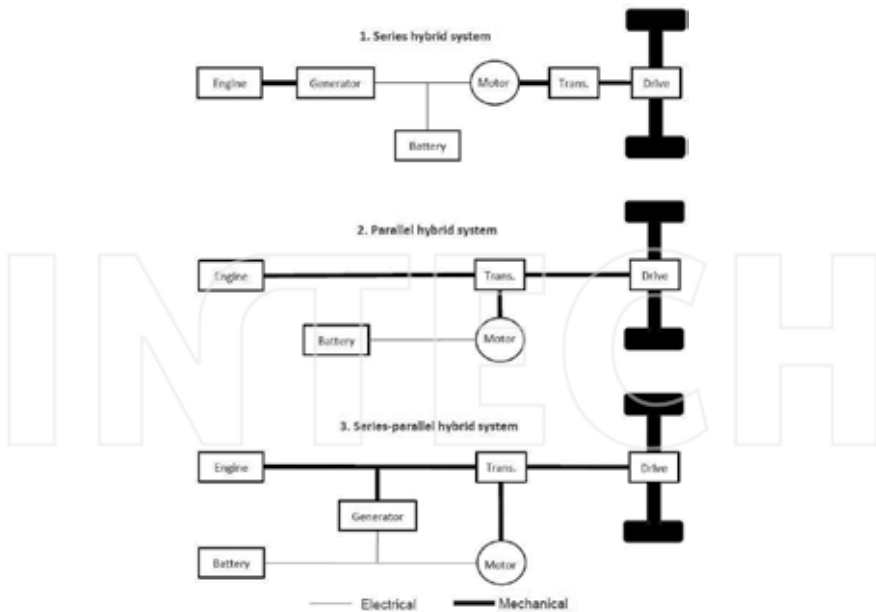 1. Series hybrid system
Engine
Generator
Motor
Trans.
Drive
Battery
2. Parallel hybrid system
Engine
Trans.
Drive
Battery
Motor
3. Series-parallel hybrid system
Engine
Trans.
Drive
Generator
Battery
Motor
Electrical
Mechanical
INTECH